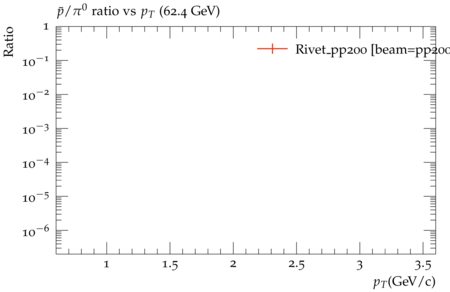 p̄/π⁰ ratio vs p_T (62.4 GeV)
Ratio
1
10⁻¹
10⁻²
10⁻³
10⁻⁴
10⁻⁵
10⁻⁶
Rivet_pp200 [beam=pp200
1 1.5 2 2.5 3 3.5
p_T(GeV/c)